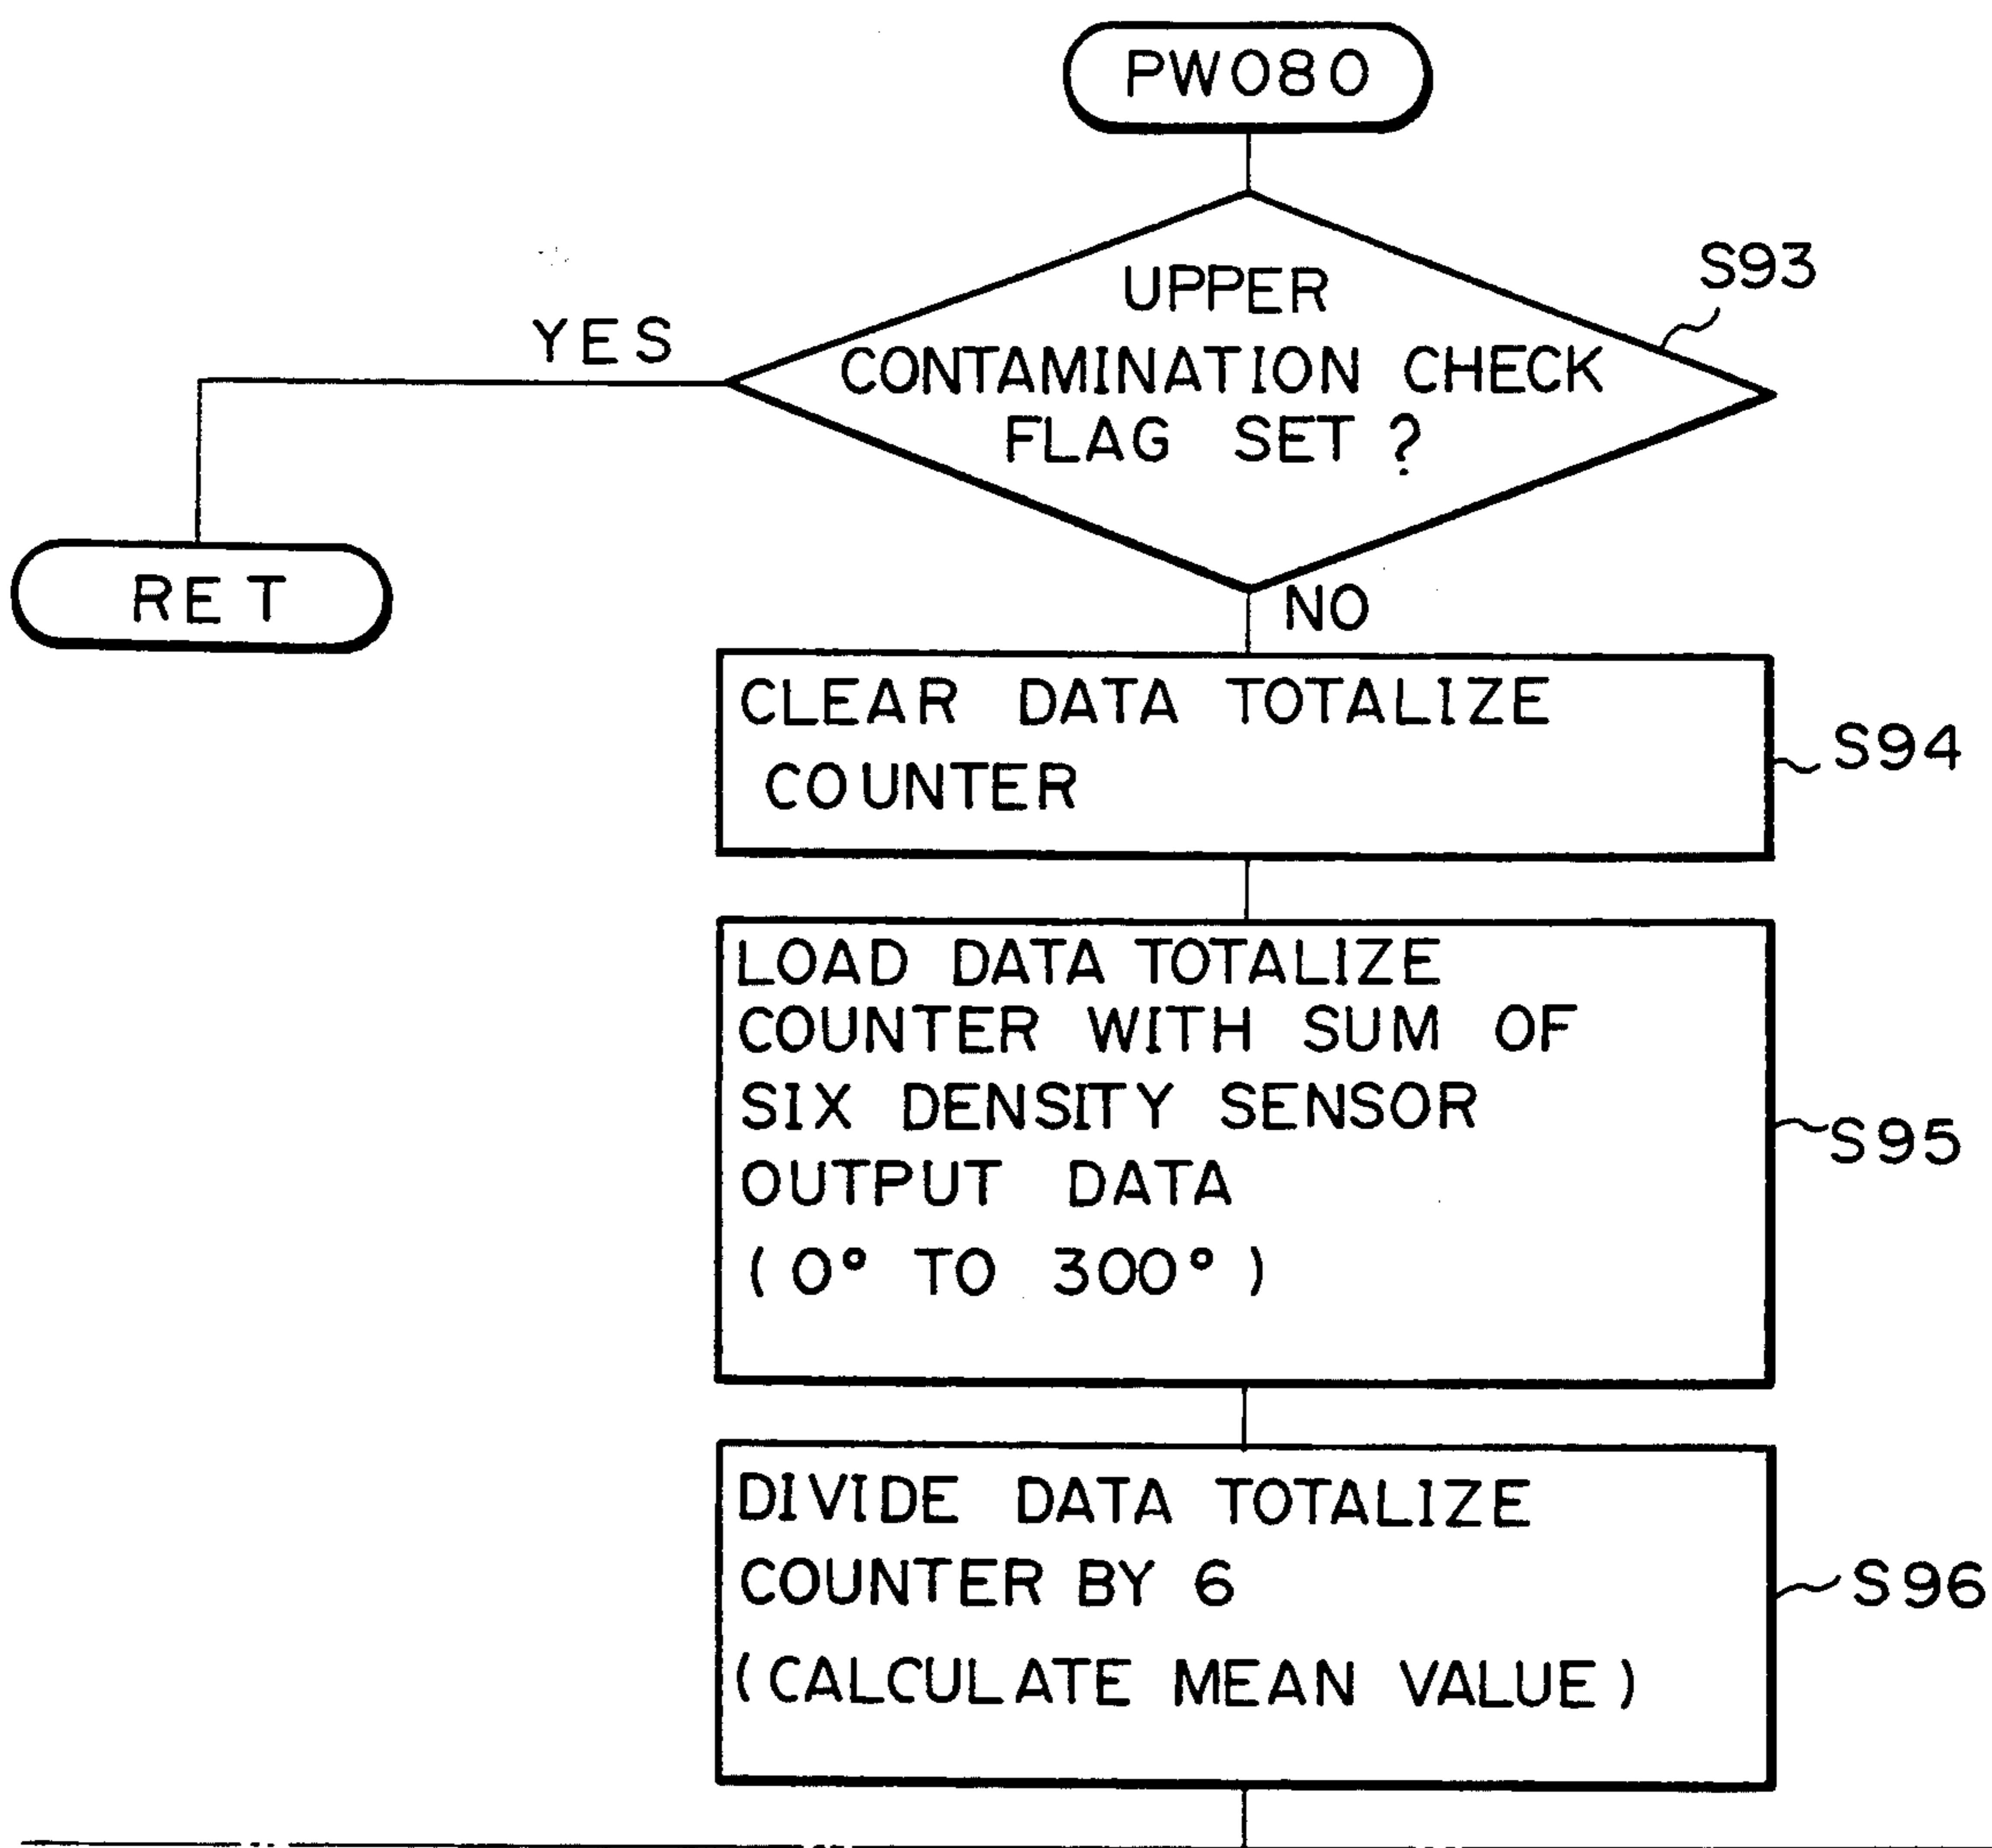 PW080
UPPER
CONTAMINATION CHECK
FLAG SET ?
S93
YES
RET
NO
CLEAR DATA TOTALIZE
COUNTER
S94
LOAD DATA TOTALIZE
COUNTER WITH SUM OF
SIX DENSITY SENSOR
OUTPUT DATA
(0° TO 300°)
S95
DIVIDE DATA TOTALIZE
COUNTER BY 6
(CALCULATE MEAN VALUE)
S96